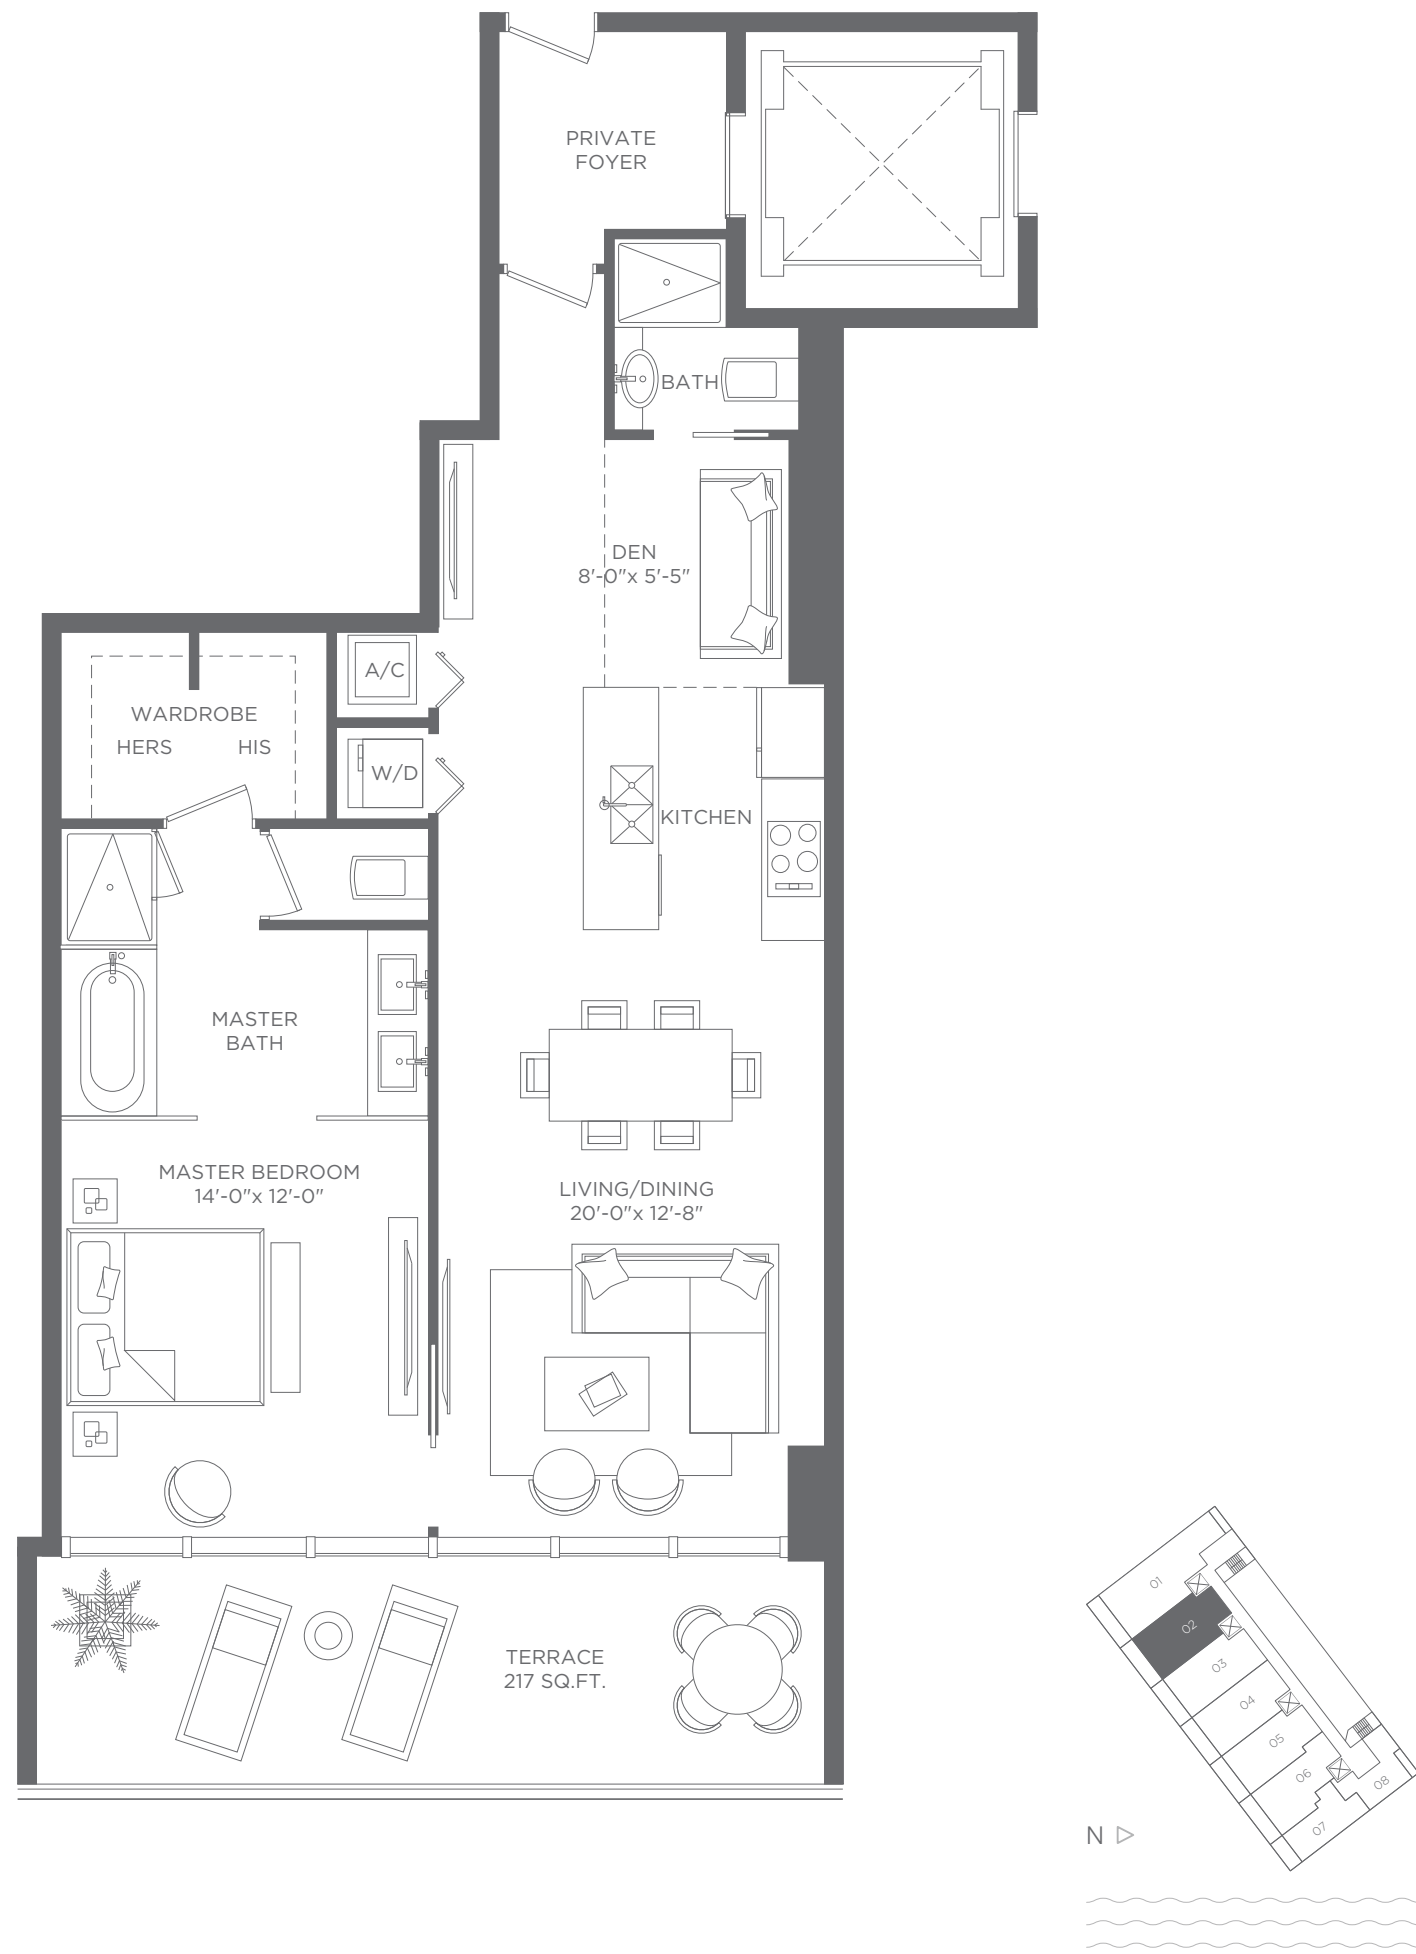 PRIVATE
FOYER
BATH
DEN
8'-0"x 5'-5"
A/C
WARDROBE
HERS HIS
W/D
KITCHEN
MASTER
BATH
MASTER BEDROOM
14'-0"x 12'-0"
LIVING/DINING
20'-0"x 12'-8"
TERRACE
217 SQ.FT.
01
02
03
04
05
06
07
08
N